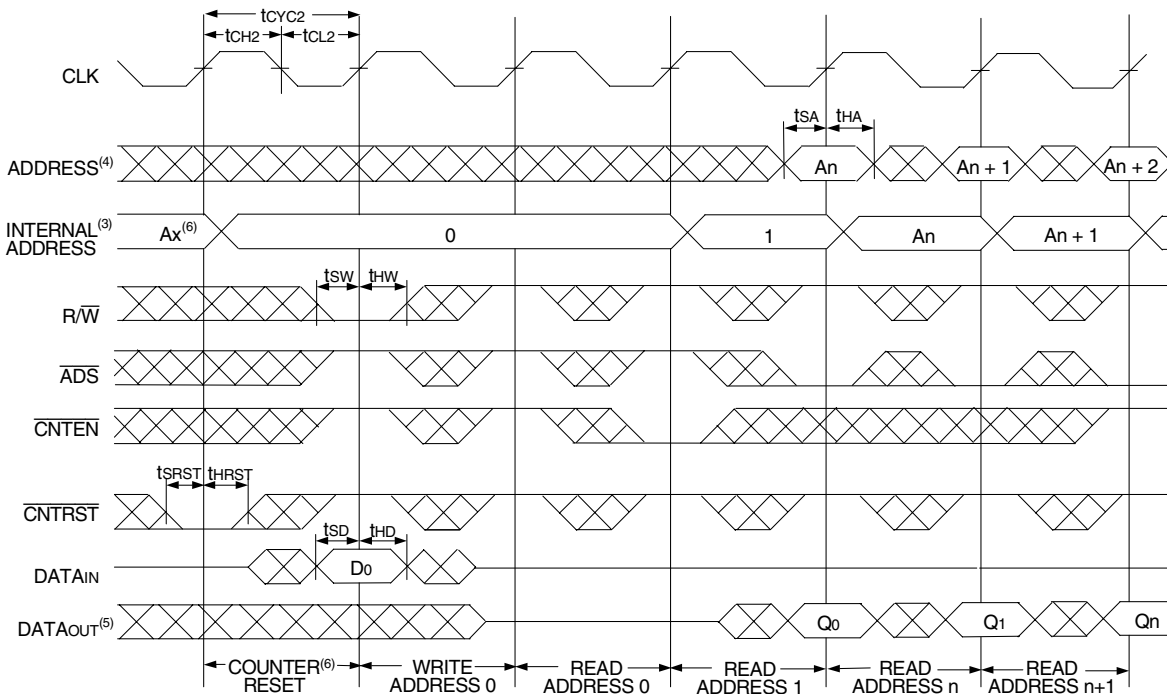 tCYC2
tCH2 tCL2
CLK
tSA tHA
ADDRESS(4) An An + 1 An + 2
INTERNAL(3) ADDRESS Ax(6) 0 1 An An + 1
tSW tHW
R/W
ADS
CNTEN
tSRST tHRST
CNTRST
tSD tHD
DATAIN D0
DATAOUT(5) Q0 Q1 Qn
COUNTER(6) WRITE READ READ READ READ
RESET ADDRESS 0 ADDRESS 0 ADDRESS 1 ADDRESS n ADDRESS n+1